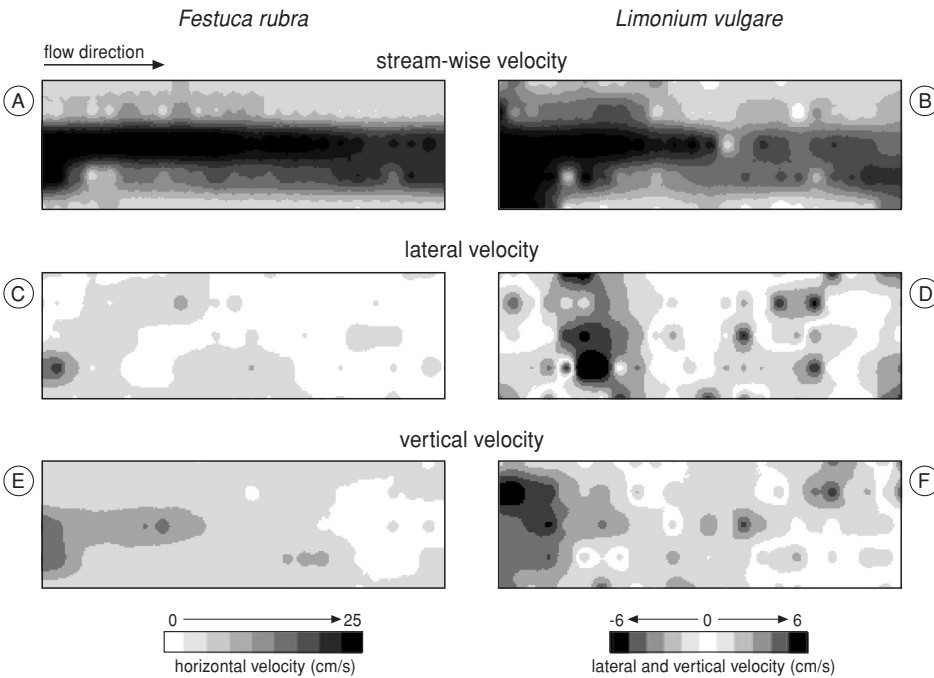 Festuca rubra
Limonium vulgare
flow direction
stream-wise velocity
A
B
lateral velocity
C
D
vertical velocity
E
F
0 25
horizontal velocity (cm/s)
-6 0 6
lateral and vertical velocity (cm/s)